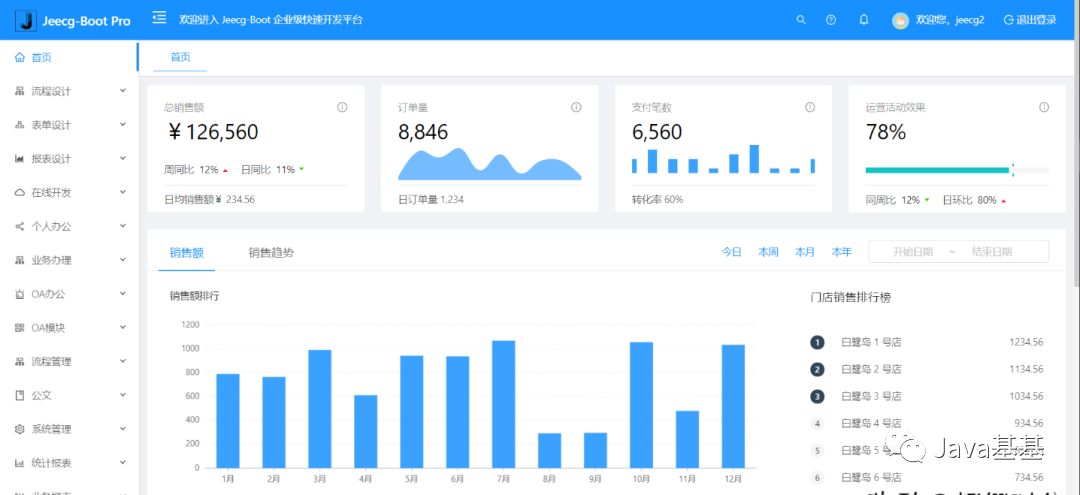 Jeecg-Boot Pro
欢迎进入 Jeecg-Boot 企业级快速开发平台
欢迎您，jeecg2
退出登录
首页
流程设计
表单设计
报表设计
在线开发
个人办公
业务办理
OA办公
OA模块
流程管理
公文
系统管理
统计报表
首页
总销售额
￥126,560
周同比 12% 日同比 11%
日均销售额￥ 234.56
订单量
8,846
日订单量 1,234
支付笔数
6,560
转化率 60%
运营活动效果
78%
同周比 12% 日环比 80%
销售额 销售趋势
今日 本周 本月 本年 开始日期 ~ 结束日期
销售额排行
1200
1000
800
600
400
200
0
1月 2月 3月 4月 5月 6月 7月 8月 9月 10月 11月 12月
门店销售排行榜
1 白鹭岛 1 号店 1234.56
2 白鹭岛 2 号店 1134.56
3 白鹭岛 3 号店 1034.56
4 白鹭岛 4 号店 934.56
5 白鹭岛 5
6 白鹭岛 6 号店 734.56
Java基基